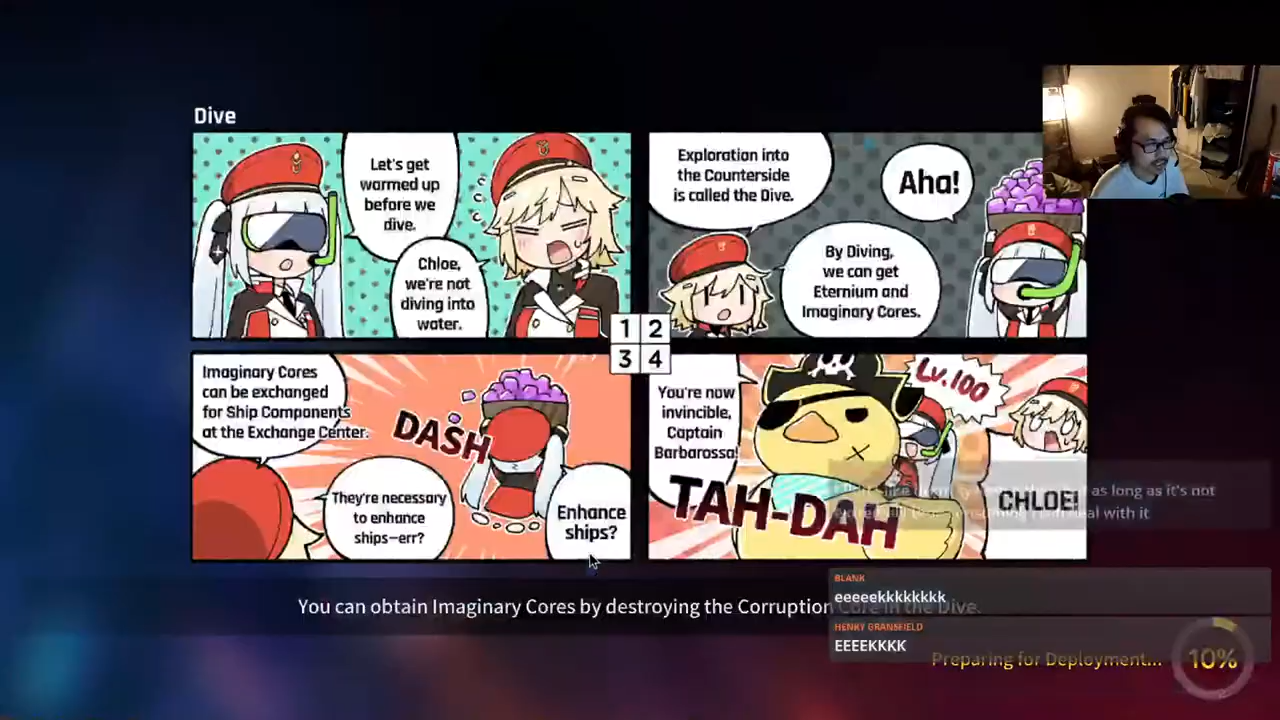 Dive
Let's get
warmed up
before we
dive.
Chloe,
we're not
diving into
water.
Exploration into
the Counterside
is called the Dive.
Aha!
By Diving,
we can get
Eternium and
Imaginary Cores.
1 2
3 4
Imaginary Cores
can be exchanged
for Ship Components
at the Exchange Center.
DASH
They're necessary
to enhance
ships—err?
Enhance
ships?
You're now
invincible,
Captain
Barbarossa!
Lv.100
TAH-DAH
CHLOE!
as long as it's not
deal with it
You can obtain Imaginary Cores by destroying the Corruption Core in the Dive.
BLANK
eeeeekkkkkkkk
HENKY GRANSFIELD
EEEEKKKK
Preparing for Deployment...
10%